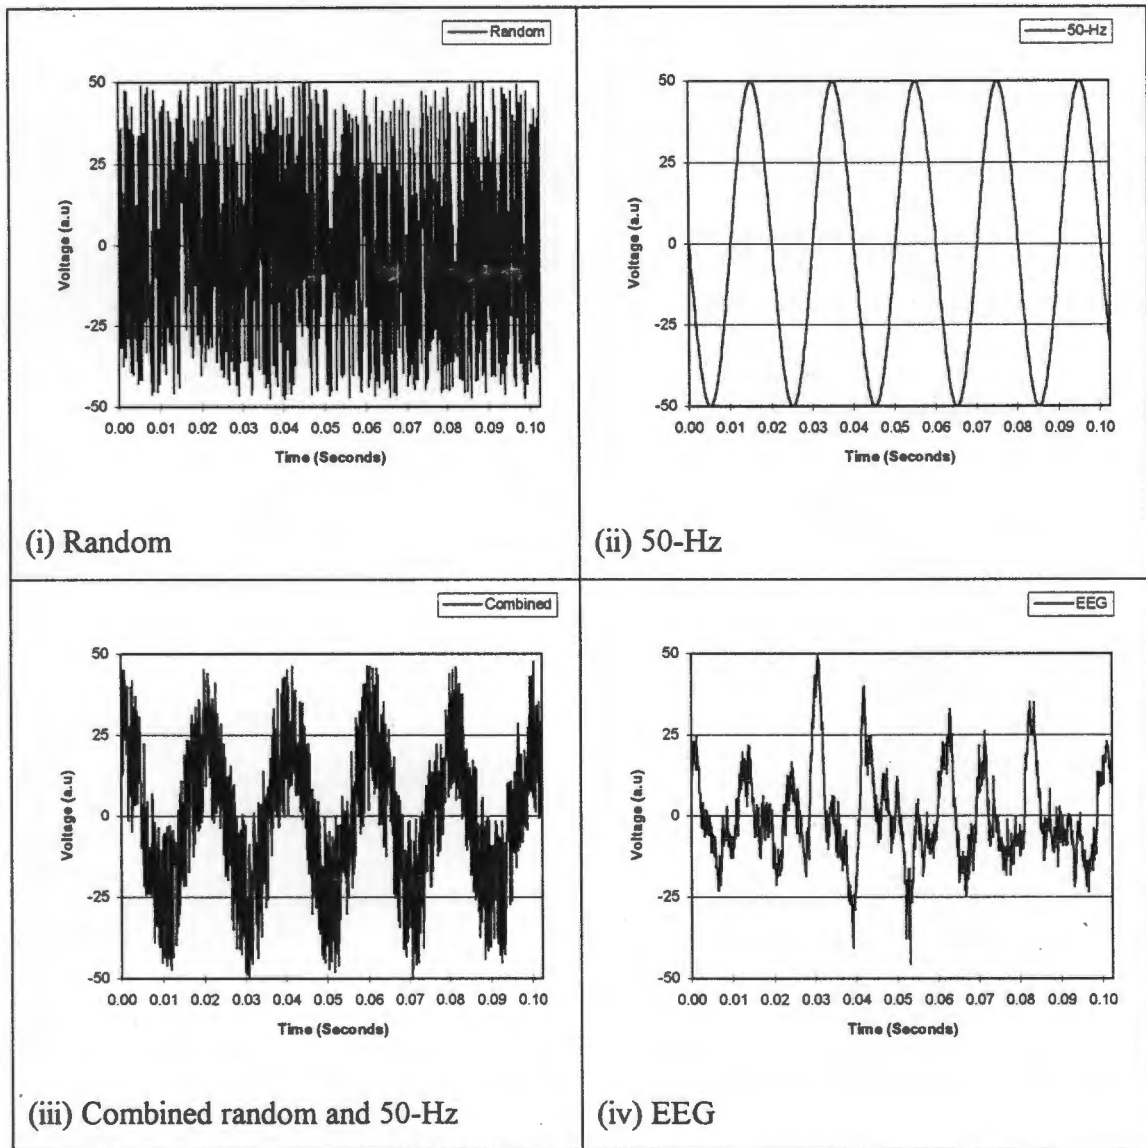 Random
50
25
0
-25
-50
Voltage (a.u)
0.00 0.01 0.02 0.03 0.04 0.05 0.06 0.07 0.08 0.09 0.10
Time (Seconds)
(i) Random
50-Hz
50
25
0
-25
-50
Voltage (a.u)
0.00 0.01 0.02 0.03 0.04 0.05 0.06 0.07 0.08 0.09 0.10
Time (Seconds)
(ii) 50-Hz
Combined
50
25
0
-25
-50
Voltage (a.u)
0.00 0.01 0.02 0.03 0.04 0.05 0.06 0.07 0.08 0.09 0.10
Time (Seconds)
(iii) Combined random and 50-Hz
EEG
50
25
0
-25
-50
Voltage (a.u)
0.00 0.01 0.02 0.03 0.04 0.05 0.06 0.07 0.08 0.09 0.10
Time (Seconds)
(iv) EEG